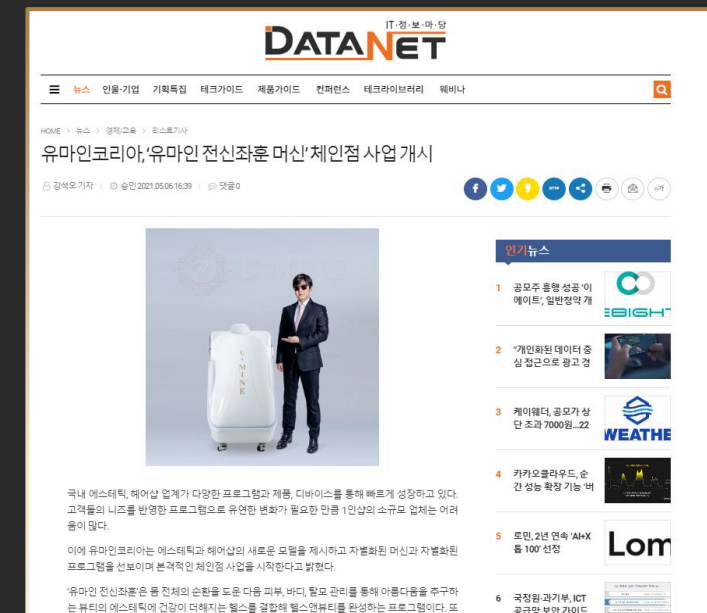 IT·정·보·마·당
DATANET
뉴스 인물·기업 기획특집 테크가이드 제품가이드 컨퍼런스 테크라이브러리 웨비나
HOME > 뉴스 > 경제/교육 > 리스트기사
유마인코리아, ‘유마인 전신좌훈 머신’ 체인점 사업 개시
강석오 기자 승인 2021.05.06 16:39 댓글 0
가
U·MINE
국내 에스테틱, 헤어샵 업계가 다양한 프로그램과 제품, 디바이스를 통해 빠르게 성장하고 있다.
고객들의 니즈를 반영한 프로그램으로 유연한 변화가 필요한 만큼 1인샵의 소규모 업체는 어려
움이 많다.
이에 유마인코리아는 에스테틱과 헤어샵의 새로운 모델을 제시하고 차별화된 머신과 차별화된
프로그램을 선보이며 본격적인 체인점 사업을 시작한다고 밝혔다.
‘유마인 전신좌훈’은 몸 전체의 순환을 도운 다음 피부, 바디, 탈모 관리를 통해 아름다움을 추구하
는 뷰티의 에스테틱에 건강이 더해지는 헬스를 결합해 헬스앤뷰티를 완성하는 프로그램이다. 또
인기뉴스
1 공모주 흥행 성공 ‘이
에이트’, 일반청약 개
EBIGHT
2 “개인화된 데이터 중
심 접근으로 광고 경
3 케이웨더, 공모가 상
단 초과 7000원…22
WEATHE
4 카카오클라우드, 순
간 성능 확장 기능 ‘버
5 로민, 2년 연속 ‘AI+X
톱 100’ 선정
Lom
6 국정원·과기부, ICT
공급망 보안 가이드